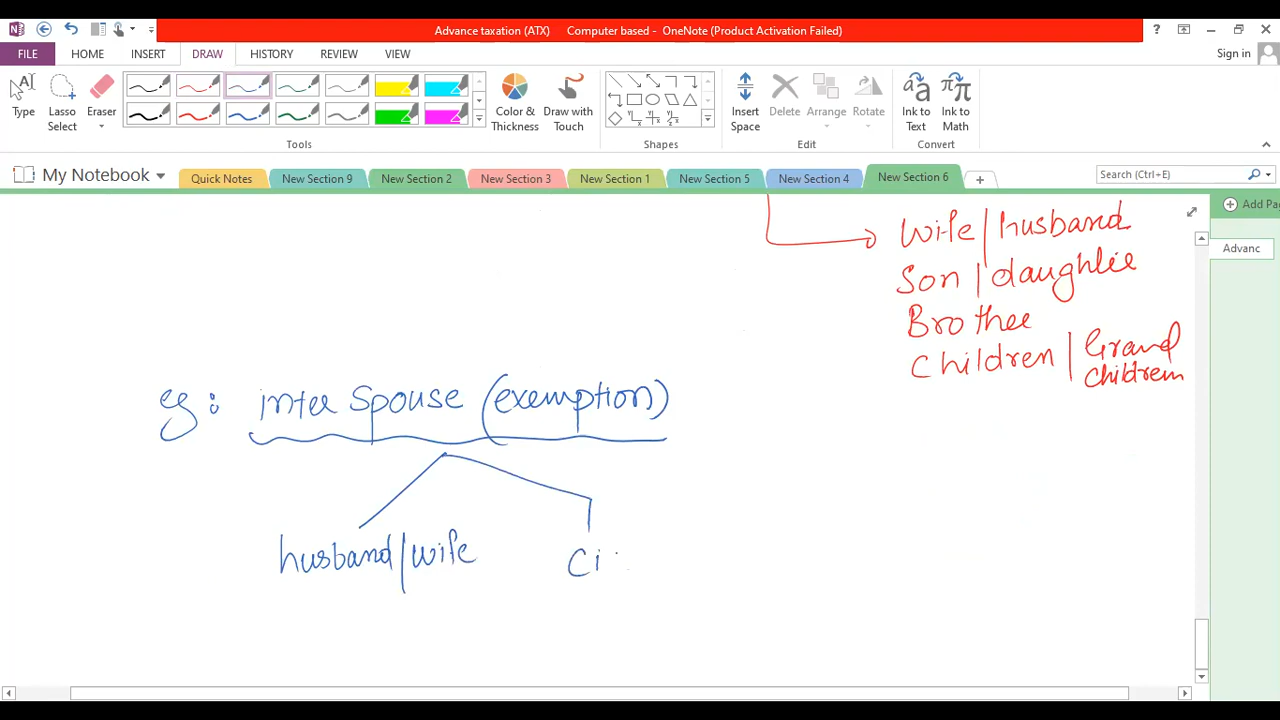 Advance taxation (ATX) Computer based - OneNote (Product Activation Failed)
FILE HOME INSERT DRAW HISTORY REVIEW VIEW Sign in
Type Lasso Select Eraser Color & Thickness Draw with Touch Insert Space Delete Arrange Rotate Ink to Text Ink to Math
Tools Shapes Edit Convert
My Notebook Quick Notes New Section 9 New Section 2 New Section 3 New Section 1 New Section 5 New Section 4 New Section 6 Search (Ctrl+E)
Add Pa
Advanc
Wife|husband
Son|daughter
Brother
Children|Grand children
eg: inter spouse (exemption)
husband/wife Ci